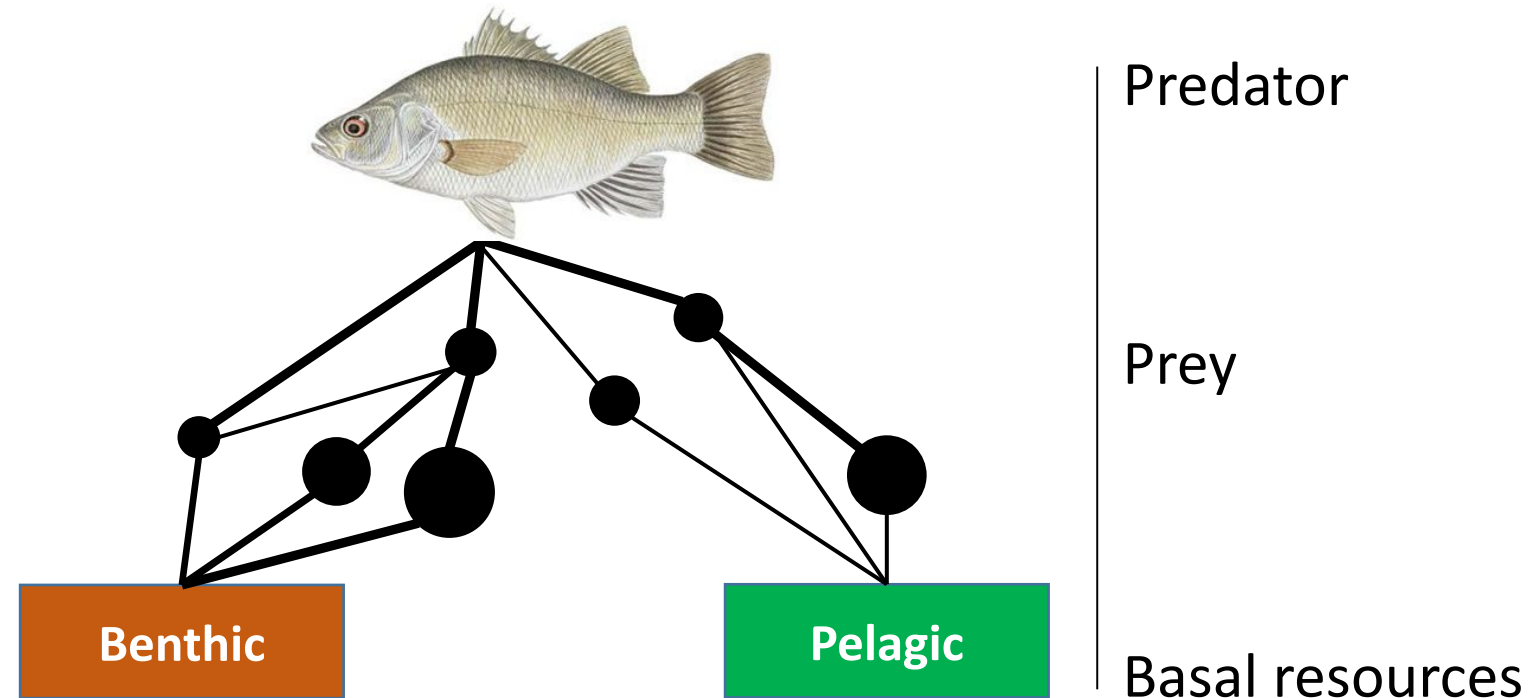 Predator
Prey
Benthic
Pelagic
Basal resources